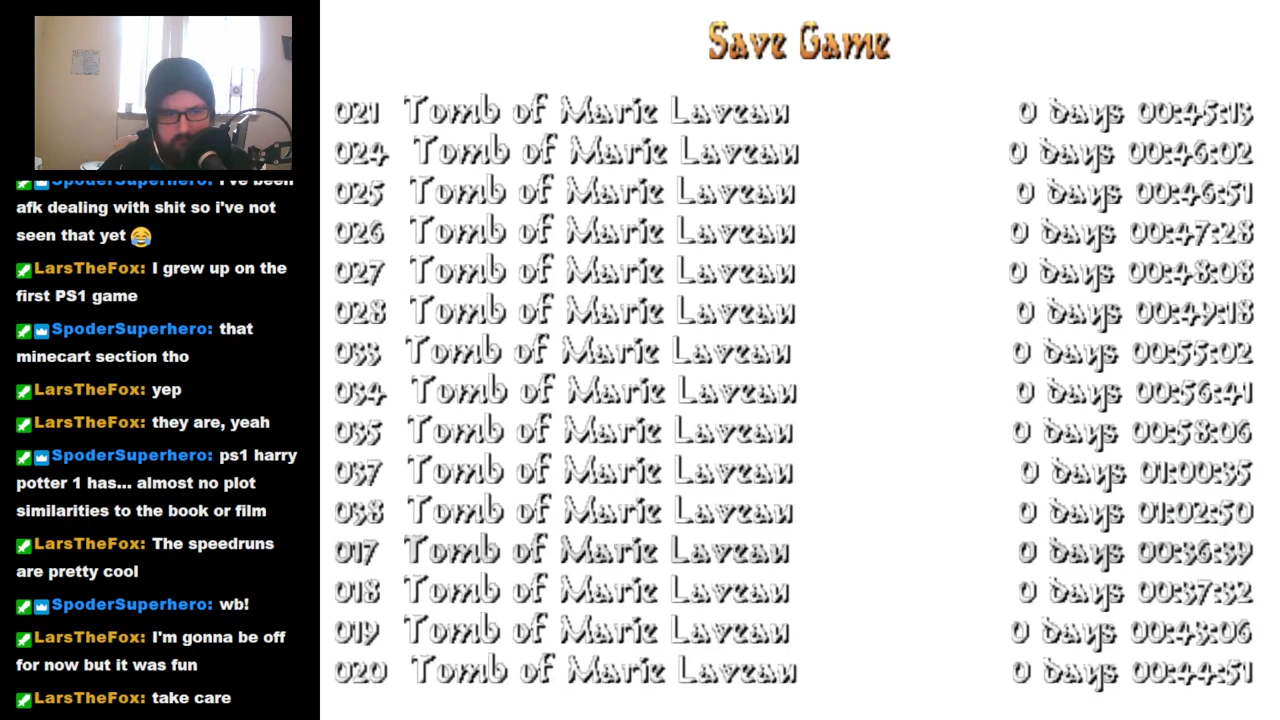 SpoderSuperhero: I've been
afk dealing with shit so i've not
seen that yet 😂
LarsTheFox: I grew up on the
first PS1 game
SpoderSuperhero: that
minecart section tho
LarsTheFox: yep
LarsTheFox: they are, yeah
SpoderSuperhero: ps1 harry
potter 1 has... almost no plot
similarities to the book or film
LarsTheFox: The speedruns
are pretty cool
SpoderSuperhero: wb!
LarsTheFox: I'm gonna be off
for now but it was fun
LarsTheFox: take care
Save Game
021 Tomb of Marie Laveau 0 days 00:45:13
024 Tomb of Marie Laveau 0 days 00:46:02
025 Tomb of Marie Laveau 0 days 00:46:51
026 Tomb of Marie Laveau 0 days 00:47:28
027 Tomb of Marie Laveau 0 days 00:48:08
028 Tomb of Marie Laveau 0 days 00:49:18
033 Tomb of Marie Laveau 0 days 00:55:02
034 Tomb of Marie Laveau 0 days 00:56:41
035 Tomb of Marie Laveau 0 days 00:58:06
037 Tomb of Marie Laveau 0 days 01:00:35
038 Tomb of Marie Laveau 0 days 01:02:50
017 Tomb of Marie Laveau 0 days 00:36:39
018 Tomb of Marie Laveau 0 days 00:37:32
019 Tomb of Marie Laveau 0 days 00:43:06
020 Tomb of Marie Laveau 0 days 00:44:51